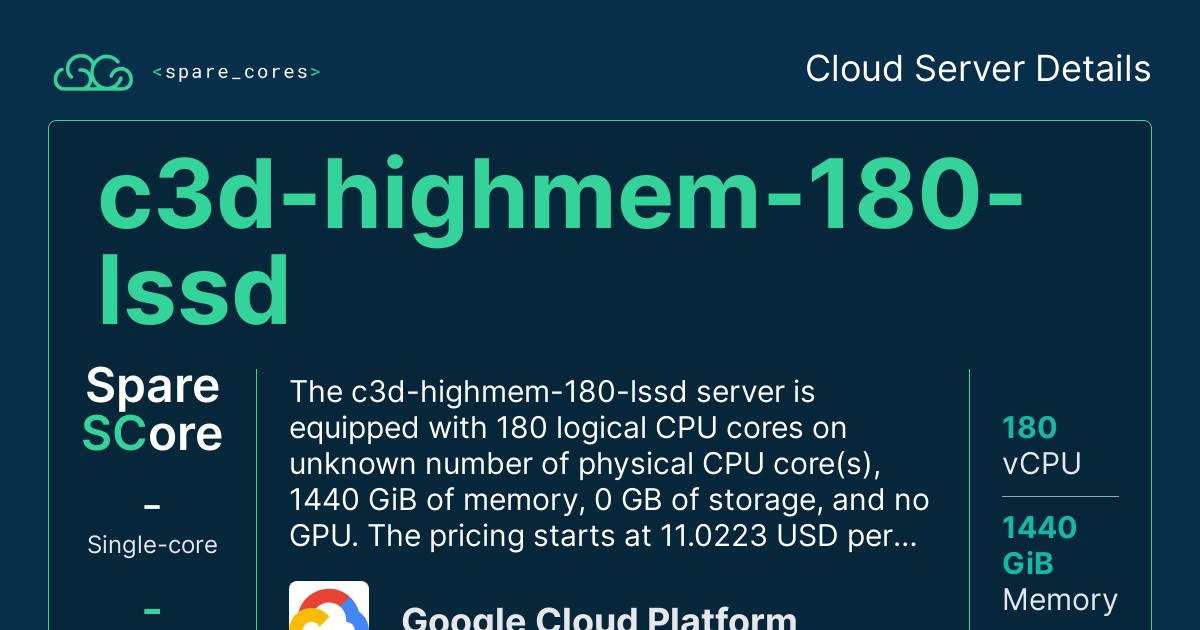 <spare_cores>
Cloud Server Details
c3d-highmem-180-
lssd
Spare
SCore
–
Single-core
–
The c3d-highmem-180-lssd server is
equipped with 180 logical CPU cores on
unknown number of physical CPU core(s),
1440 GiB of memory, 0 GB of storage, and no
GPU. The pricing starts at 11.0223 USD per...
Google Cloud Platform
180
vCPU
1440
GiB
Memory